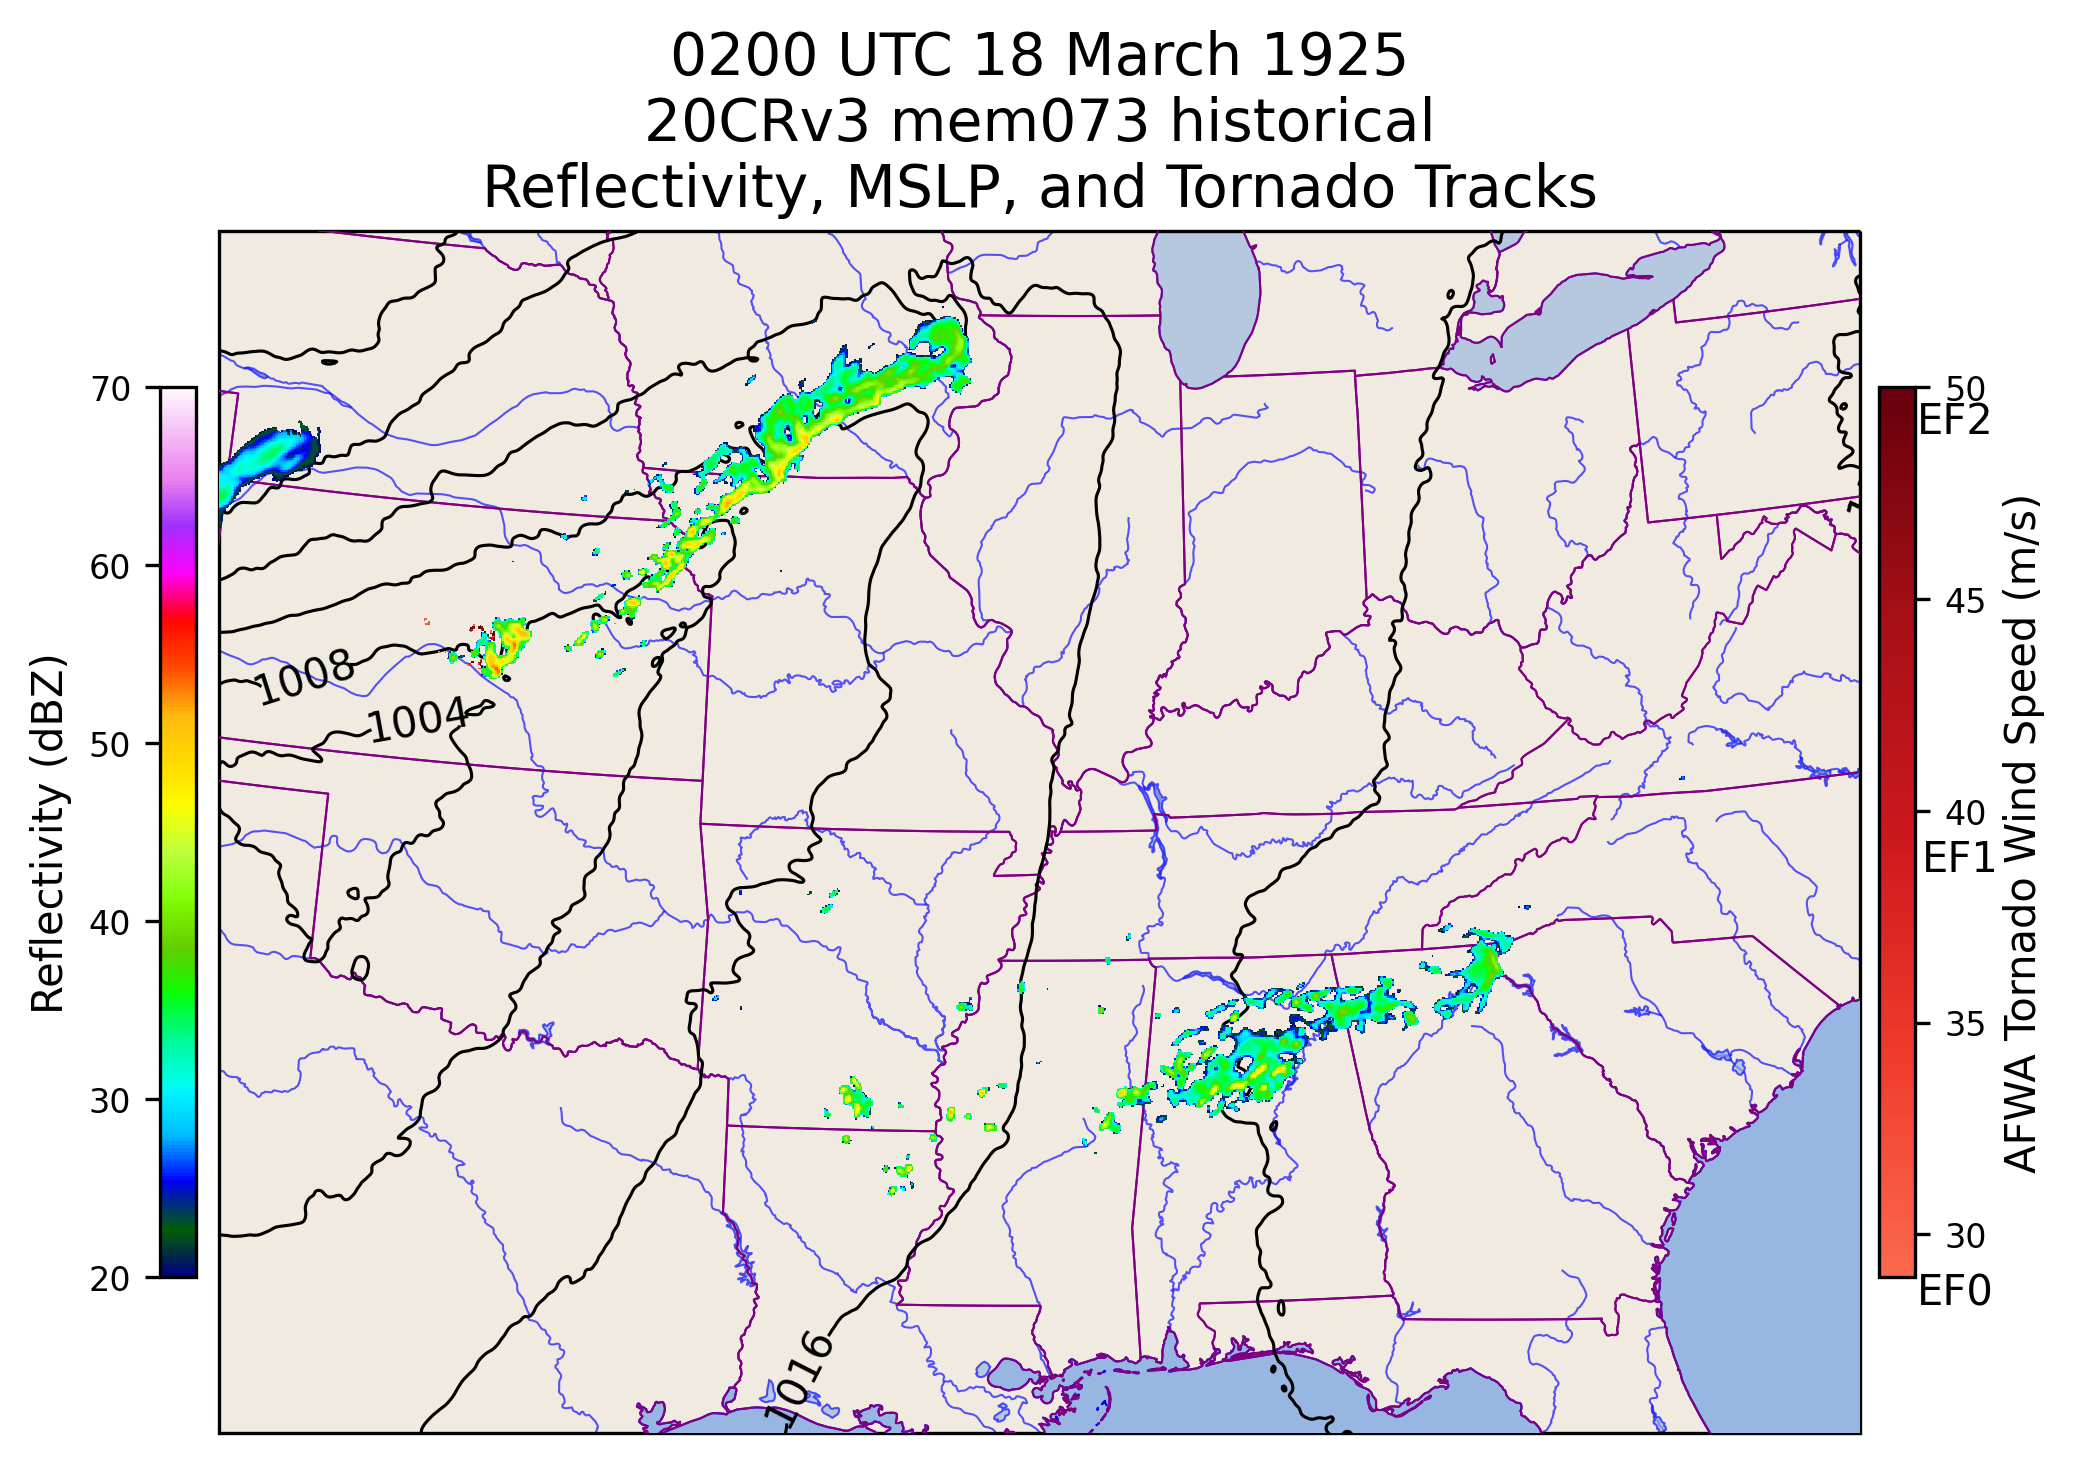 0200 UTC 18 March 1925
20CRv3 mem073 historical
Reflectivity, MSLP, and Tornado Tracks
Reflectivity (dBZ)
70
60
50
40
30
20
1008
1004
1016
50
EF2
45
40
EF1
35
30
EF0
AFWA Tornado Wind Speed (m/s)